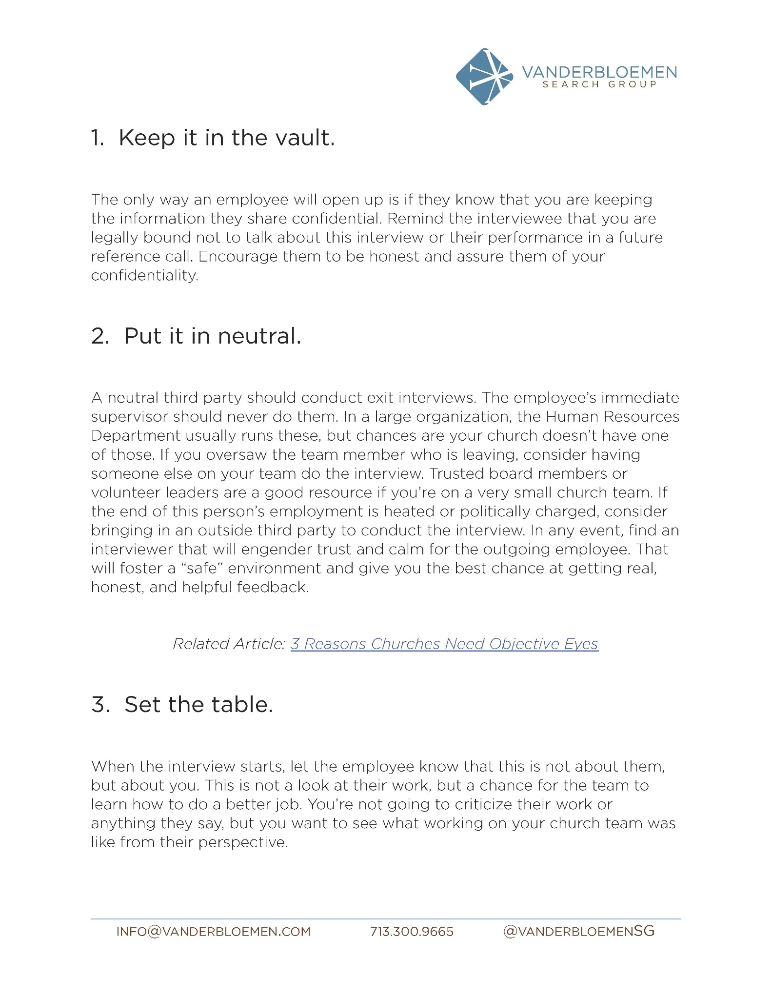 VANDERBLOEMEN
SEARCH GROUP
1. Keep it in the vault.
The only way an employee will open up is if they know that you are keeping
the information they share confidential. Remind the interviewee that you are
legally bound not to talk about this interview or their performance in a future
reference call. Encourage them to be honest and assure them of your
confidentiality.
2. Put it in neutral.
A neutral third party should conduct exit interviews. The employee’s immediate
supervisor should never do them. In a large organization, the Human Resources
Department usually runs these, but chances are your church doesn’t have one
of those. If you oversaw the team member who is leaving, consider having
someone else on your team do the interview. Trusted board members or
volunteer leaders are a good resource if you’re on a very small church team. If
the end of this person’s employment is heated or politically charged, consider
bringing in an outside third party to conduct the interview. In any event, find an
interviewer that will engender trust and calm for the outgoing employee. That
will foster a “safe” environment and give you the best chance at getting real,
honest, and helpful feedback.
Related Article: 3 Reasons Churches Need Objective Eyes
3. Set the table.
When the interview starts, let the employee know that this is not about them,
but about you. This is not a look at their work, but a chance for the team to
learn how to do a better job. You’re not going to criticize their work or
anything they say, but you want to see what working on your church team was
like from their perspective.
INFO@VANDERBLOEMEN.COM 713.300.9665 @VANDERBLOEMENSG